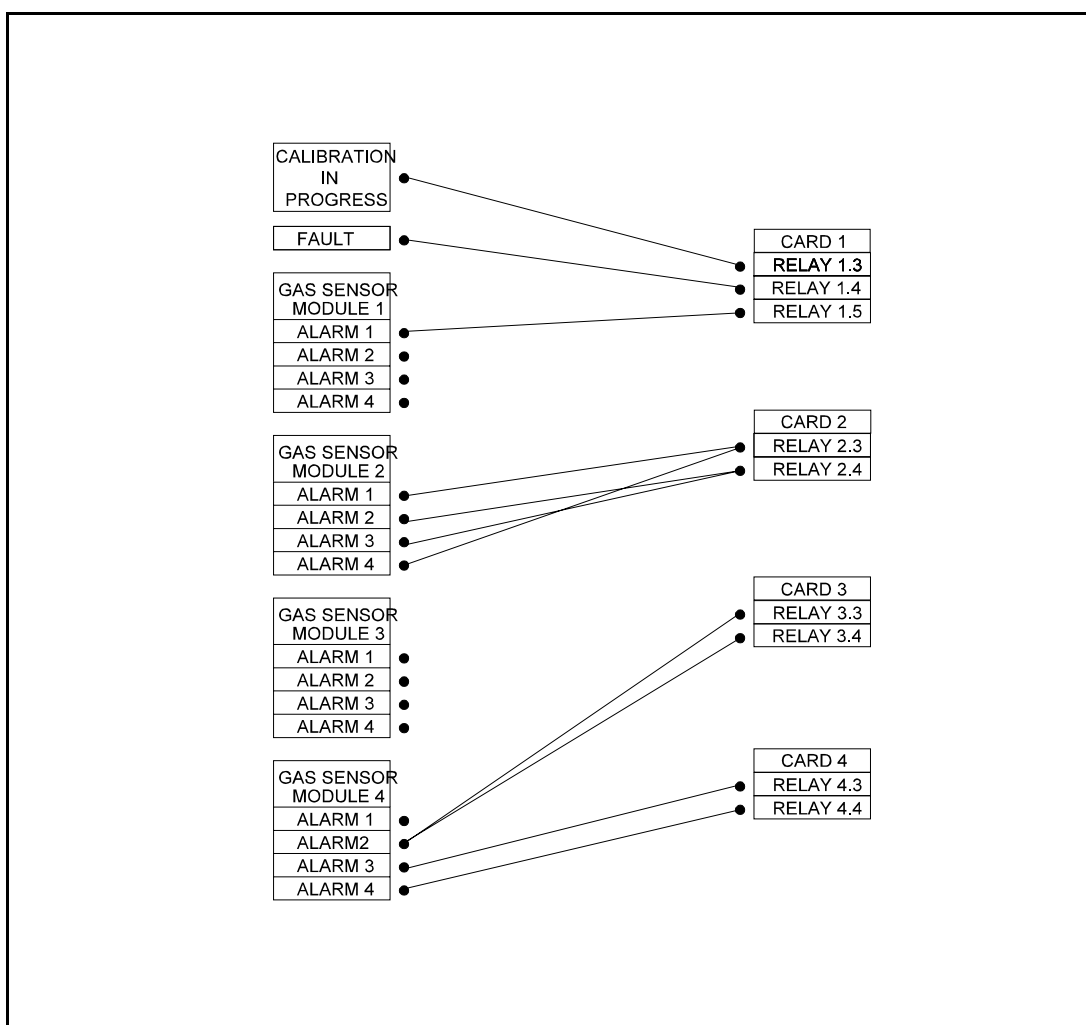 CALIBRATION
IN
PROGRESS
FAULT
GAS SENSOR
MODULE 1
ALARM 1
ALARM 2
ALARM 3
ALARM 4
GAS SENSOR
MODULE 2
ALARM 1
ALARM 2
ALARM 3
ALARM 4
GAS SENSOR
MODULE 3
ALARM 1
ALARM 2
ALARM 3
ALARM 4
GAS SENSOR
MODULE 4
ALARM 1
ALARM2
ALARM 3
ALARM 4
CARD 1
RELAY 1.3
RELAY 1.4
RELAY 1.5
CARD 2
RELAY 2.3
RELAY 2.4
CARD 3
RELAY 3.3
RELAY 3.4
CARD 4
RELAY 4.3
RELAY 4.4